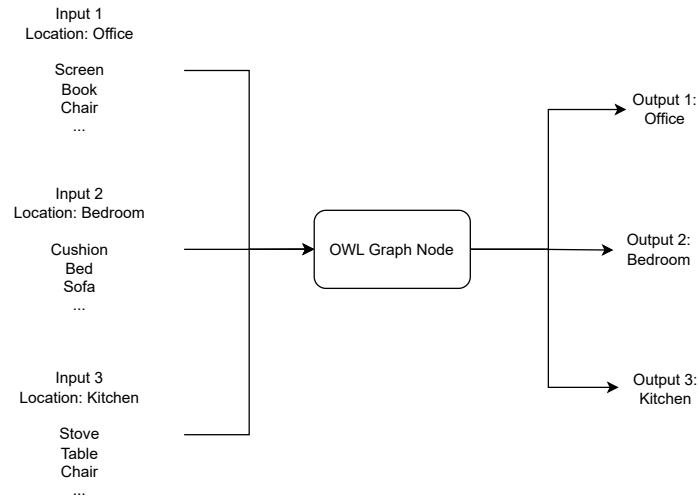 Input 1
Location: Office
Screen
Book
Chair
...
Input 2
Location: Bedroom
Cushion
Bed
Sofa
...
Input 3
Location: Kitchen
Stove
Table
Chair
...
OWL Graph Node
Output 1:
Office
Output 2:
Bedroom
Output 3:
Kitchen